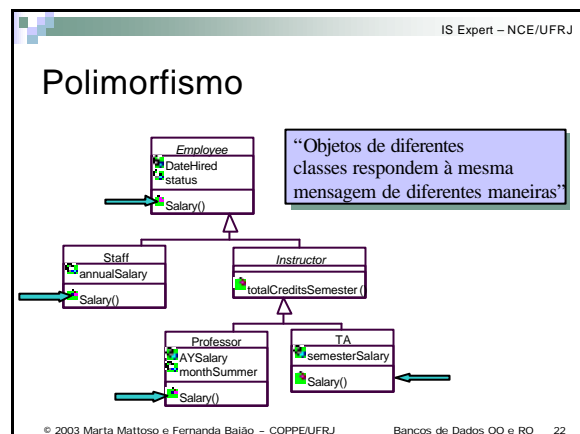 IS Expert – NCE/UFRJ
Polimorfismo
Employee
DateHired
status
Salary()
“Objetos de diferentes
classes respondem à mesma
mensagem de diferentes maneiras”
Staff
annualSalary
Salary()
Instructor
totalCreditsSemester()
Professor
AYSalary
monthSummer
Salary()
TA
semesterSalary
Salary()
© 2003 Marta Mattoso e Fernanda Baião – COPPE/UFRJ Bancos de Dados OO e RO 22